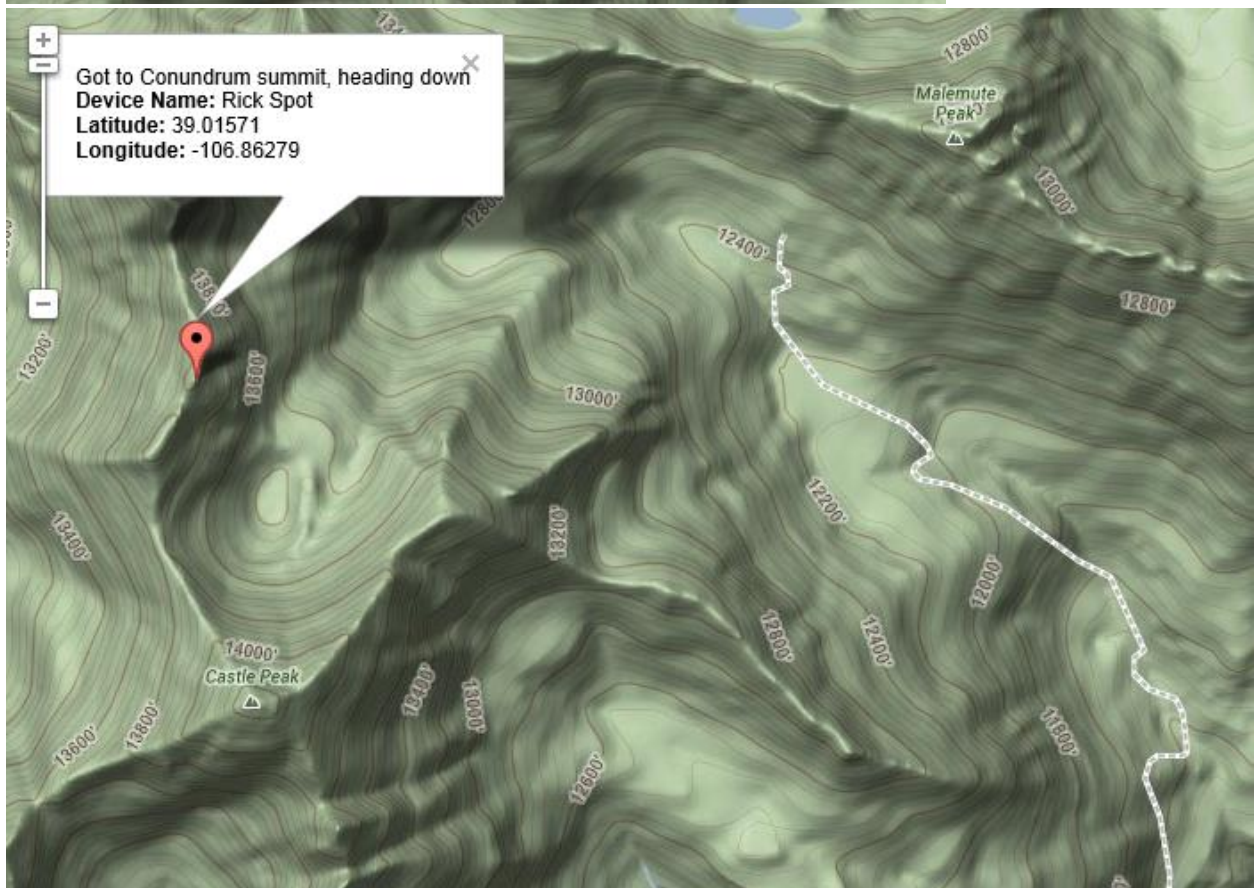 Got to Conundrum summit, heading down
Device Name: Rick Spot
Latitude: 39.01571
Longitude: -106.86279
12800'
Malemute
Peak
13000'
12400'
12800'
13200'
13600'
13000'
12200'
13400'
13200'
12000'
14000'
Castle Peak
12800'
12400'
13400'
13000'
11800'
13800'
13600'
12600'